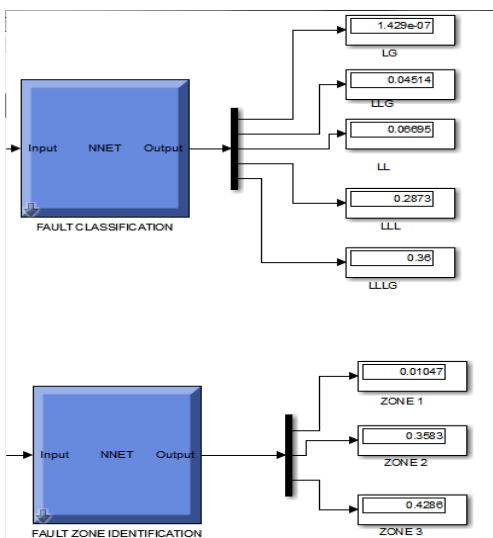 1.429e-07
LG
0.04514
LLG
Input NNET Output
0.06695
LL
FAULT CLASSIFICATION
0.2873
LLL
0.36
LLLG
0.01047
ZONE 1
Input NNET Output
0.3583
ZONE 2
0.4286
ZONE 3
FAULT ZONE IDENTIFICATION